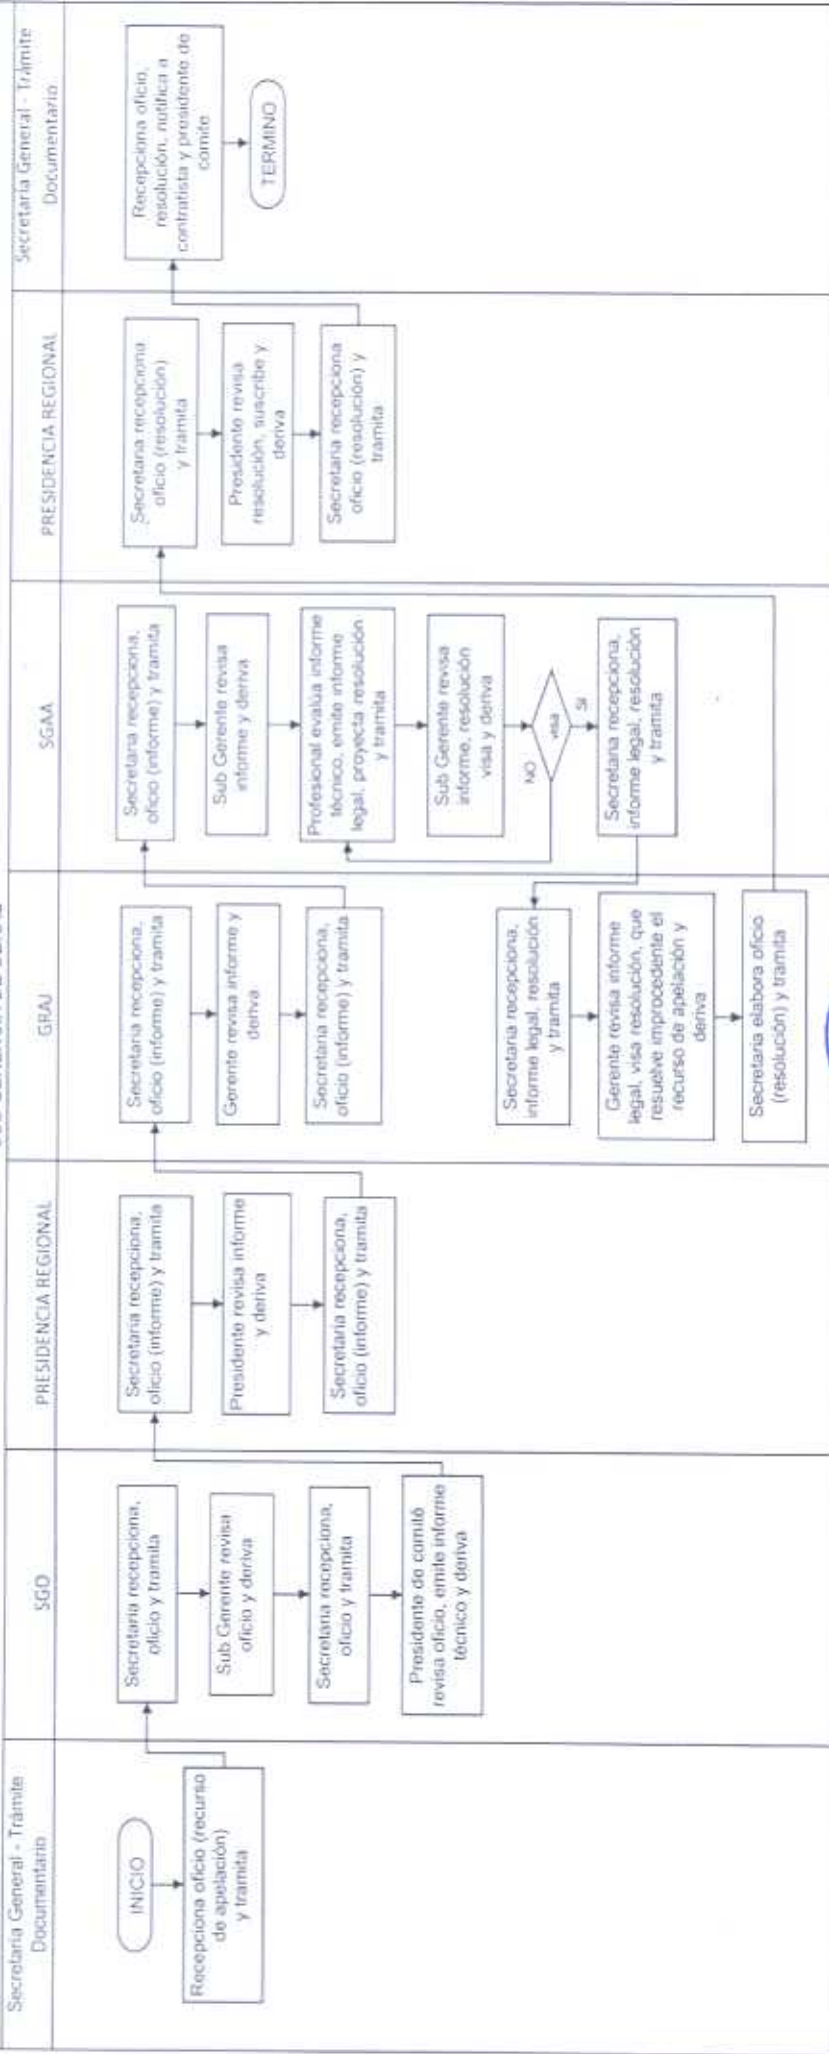 Secretaría General - Trámite
Documentario
INICIO
Recepciona oficio (recurso
de apelación)
y tramita
SGO
Secretaria recepciona,
oficio y tramita
Sub Gerente revisa
oficio y deriva
Secretaria recepciona,
oficio y tramita
Presidente de comité
revisa oficio, emite informe
técnico y deriva
PRESIDENCIA REGIONAL
Secretaria recepciona,
oficio (informe) y tramita
Presidente revisa informe
y deriva
Secretaria recepciona,
oficio (informe) y tramita
GRAJ
Secretaria recepciona,
oficio (informe) y tramita
Gerente revisa informe y
deriva
Secretaria recepciona,
oficio (informe) y tramita
Secretaria recepciona,
informe legal, resolución
y tramita
Gerente revisa informe
legal, visa resolución, que
resuelve improcedente el
recurso de apelación y
deriva
Secretaria elabora oficio
(resolución) y tramita
SGAA
Secretaria recepciona,
oficio (informe) y tramita
Sub Gerente revisa
informe y deriva
Profesional evalúa informe
técnico, emite informe
legal, proyecta resolución
y tramita
Sub Gerente revisa
informe, resolución
visa y deriva
visa
NO
SI
Secretaria recepciona,
informe legal, resolución
y tramita
PRESIDENCIA REGIONAL
Secretaria recepciona
oficio (resolución)
y tramita
Presidente revisa
resolución, suscribe y
deriva
Secretaria recepciona
oficio (resolución) y
tramita
Secretaria General - Trámite
Documentario
Recepciona oficio,
resolución, notifica a
contratista y presidente de
comite
TERMINO